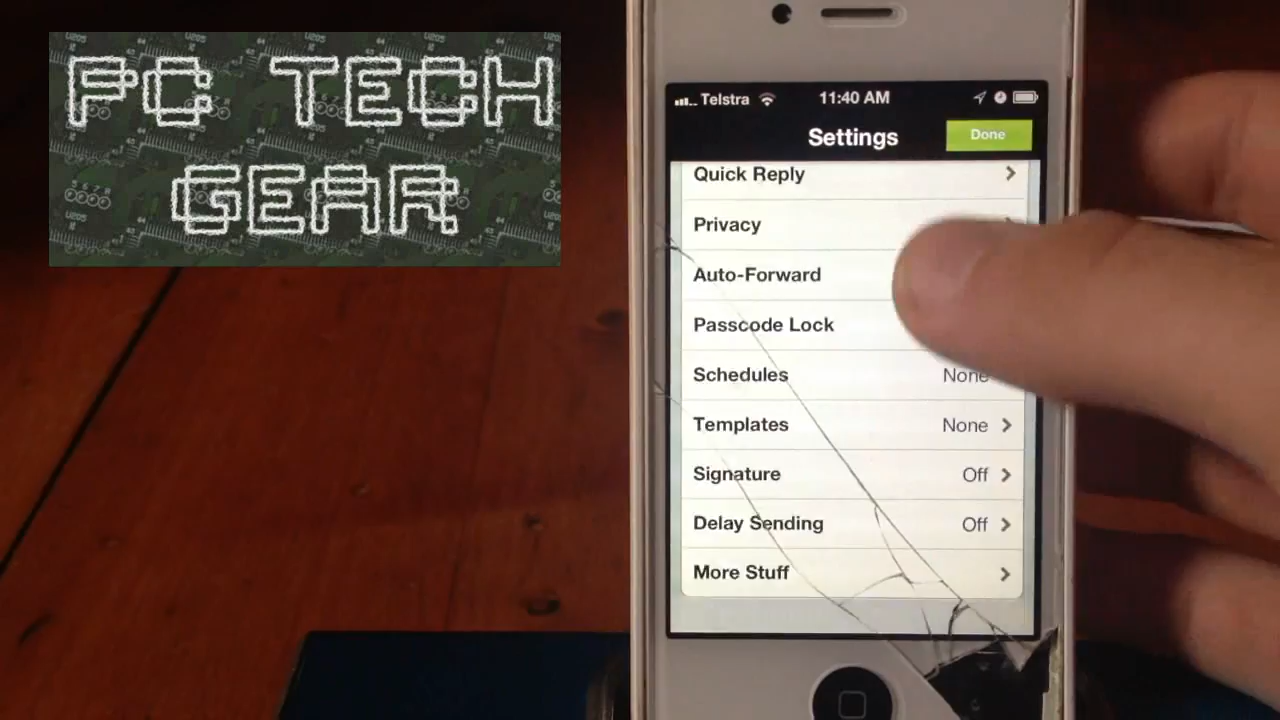 PC TECH
GEAR
Telstra 11:40 AM
Settings Done
Quick Reply
Privacy
Auto-Forward
Passcode Lock
Schedules None
Templates None
Signature Off
Delay Sending Off
More Stuff